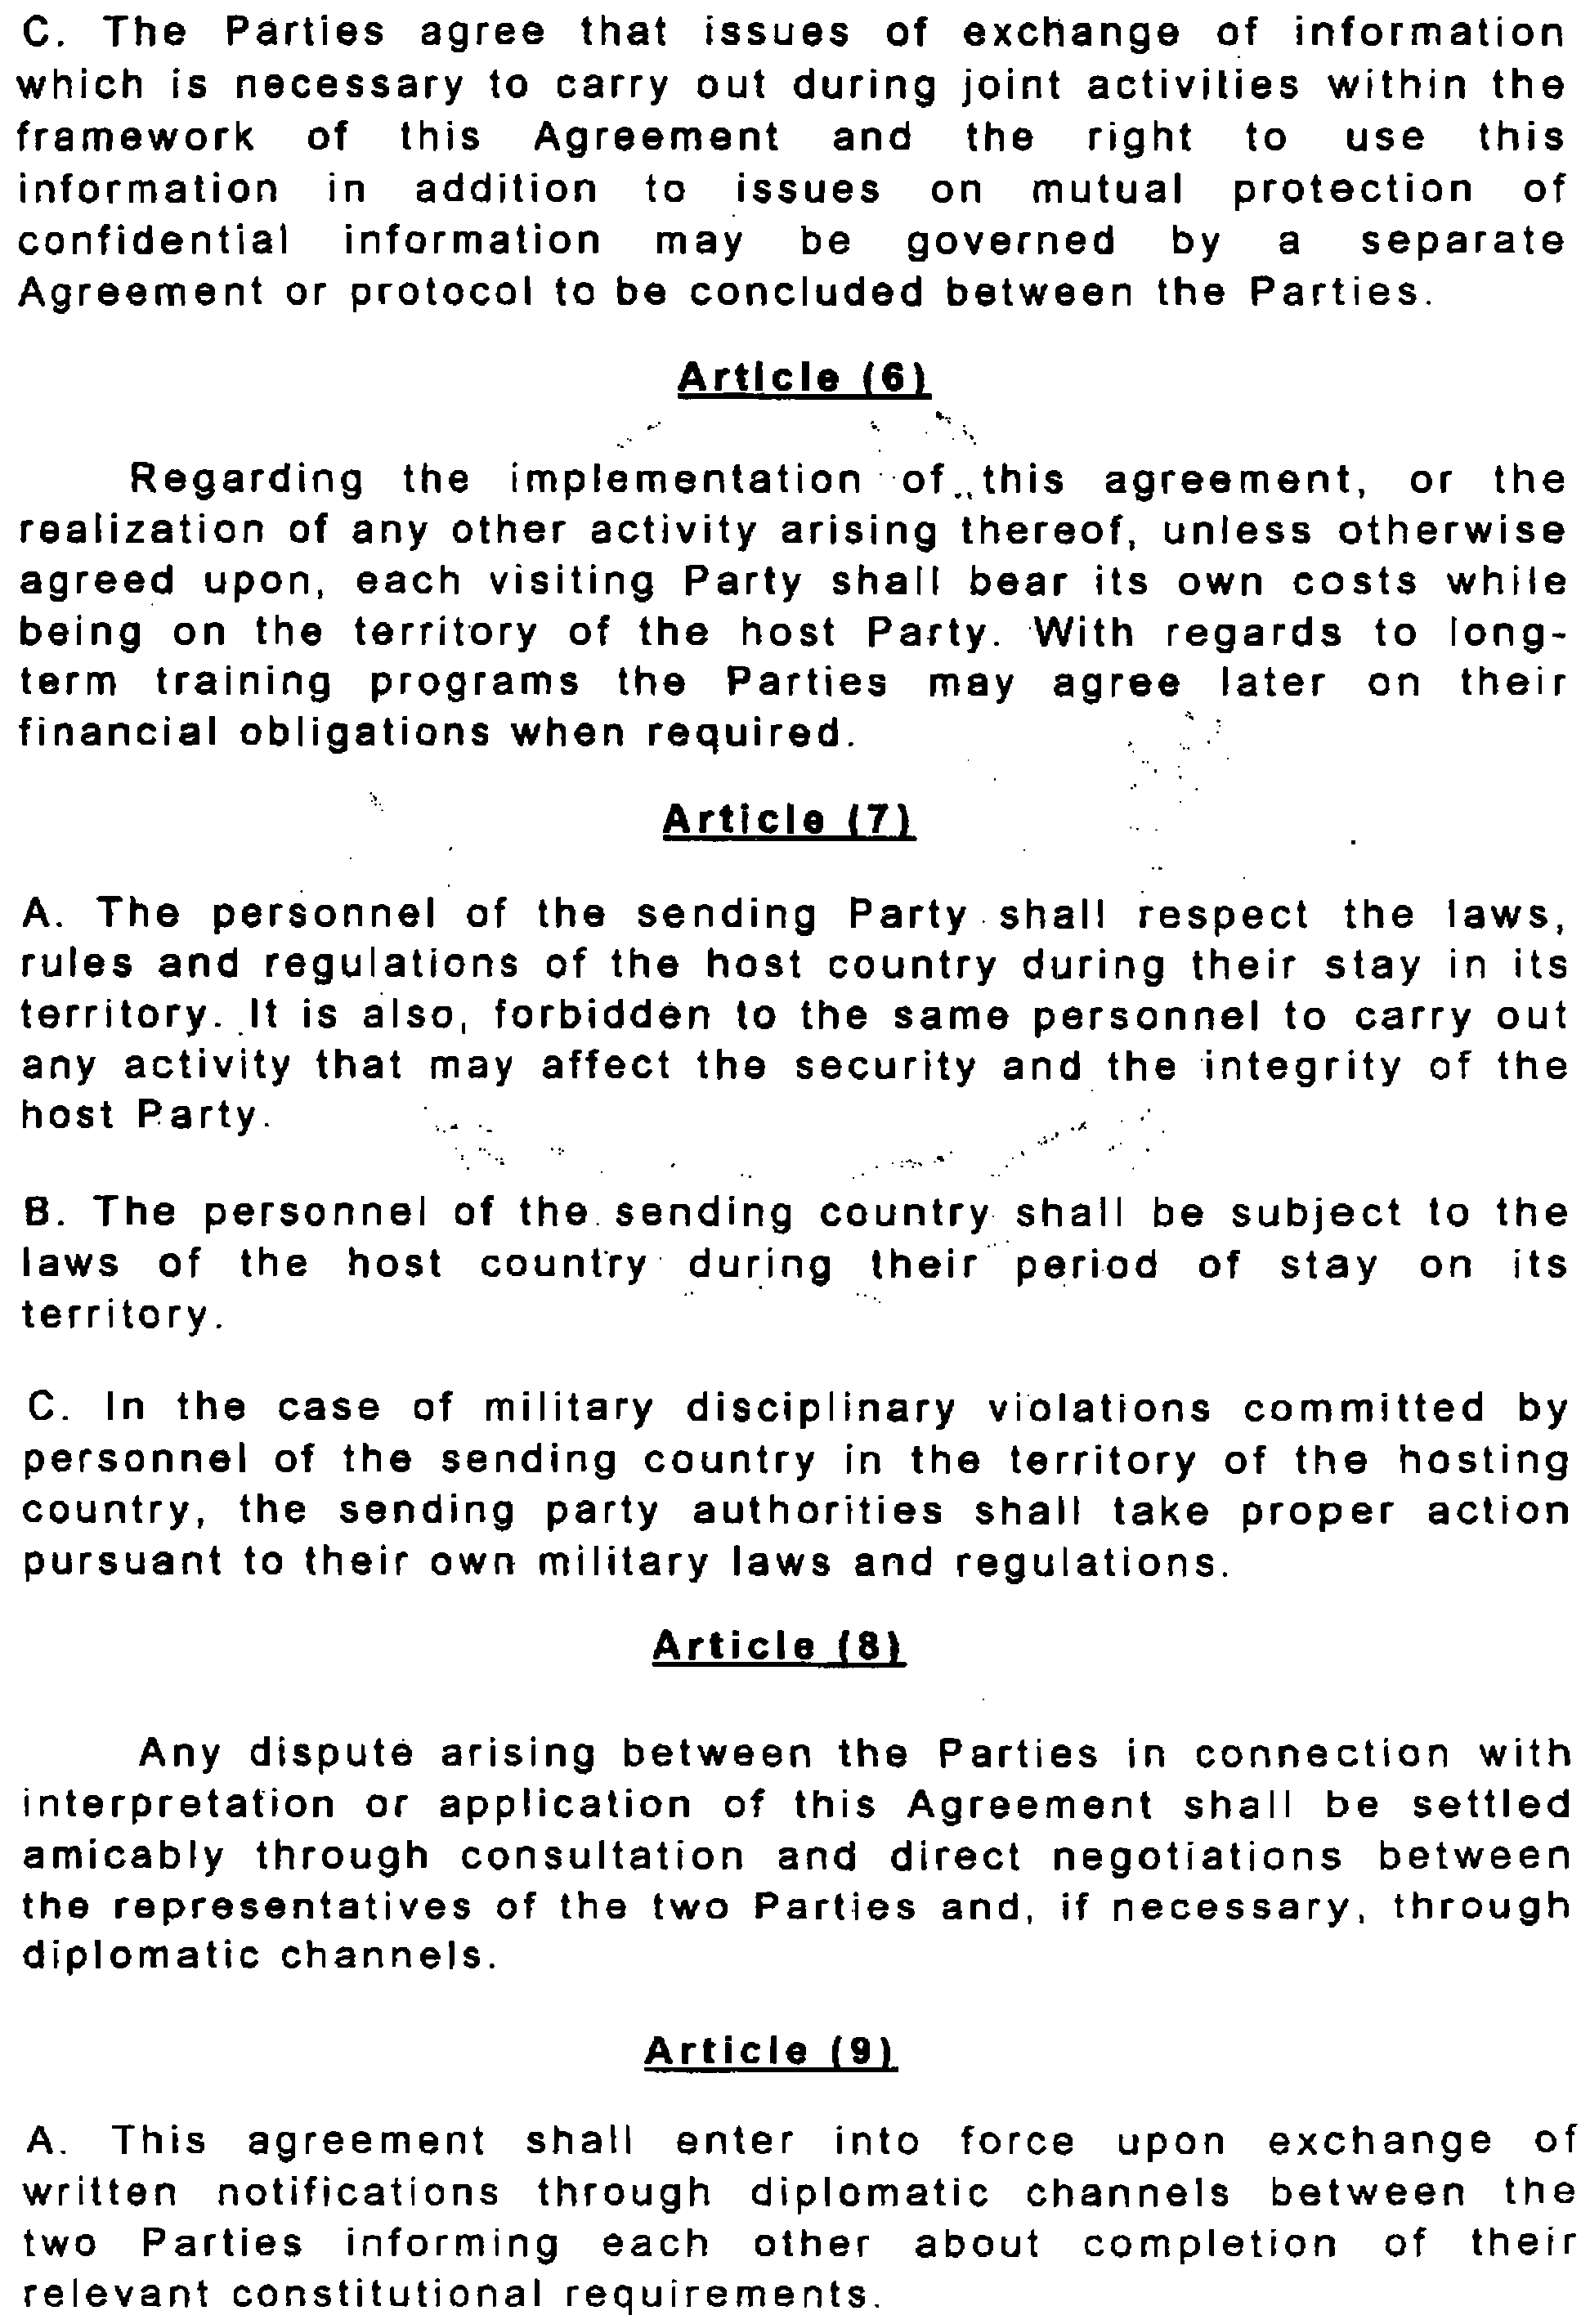 C. The Parties agree that issues of exchange of information
which is necessary to carry out during joint activities within the
framework of this Agreement and the right to use this
information in addition to issues on mutual protection of
confidential information may be governed by a separate
Agreement or protocol to be concluded between the Parties.
Article (6)
Regarding the implementation of this agreement, or the
realization of any other activity arising thereof, unless otherwise
agreed upon, each visiting Party shall bear its own costs while
being on the territory of the host Party. With regards to long-
term training programs the Parties may agree later on their
financial obligations when required.
Article (7)
A. The personnel of the sending Party shall respect the laws,
rules and regulations of the host country during their stay in its
territory. It is also, forbidden to the same personnel to carry out
any activity that may affect the security and the integrity of the
host Party.
B. The personnel of the sending country shall be subject to the
laws of the host country during their period of stay on its
territory.
C. In the case of military disciplinary violations committed by
personnel of the sending country in the territory of the hosting
country, the sending party authorities shall take proper action
pursuant to their own military laws and regulations.
Article (8)
Any dispute arising between the Parties in connection with
interpretation or application of this Agreement shall be settled
amicably through consultation and direct negotiations between
the representatives of the two Parties and, if necessary, through
diplomatic channels.
Article (9)
A. This agreement shall enter into force upon exchange of
written notifications through diplomatic channels between the
two Parties informing each other about completion of their
relevant constitutional requirements.